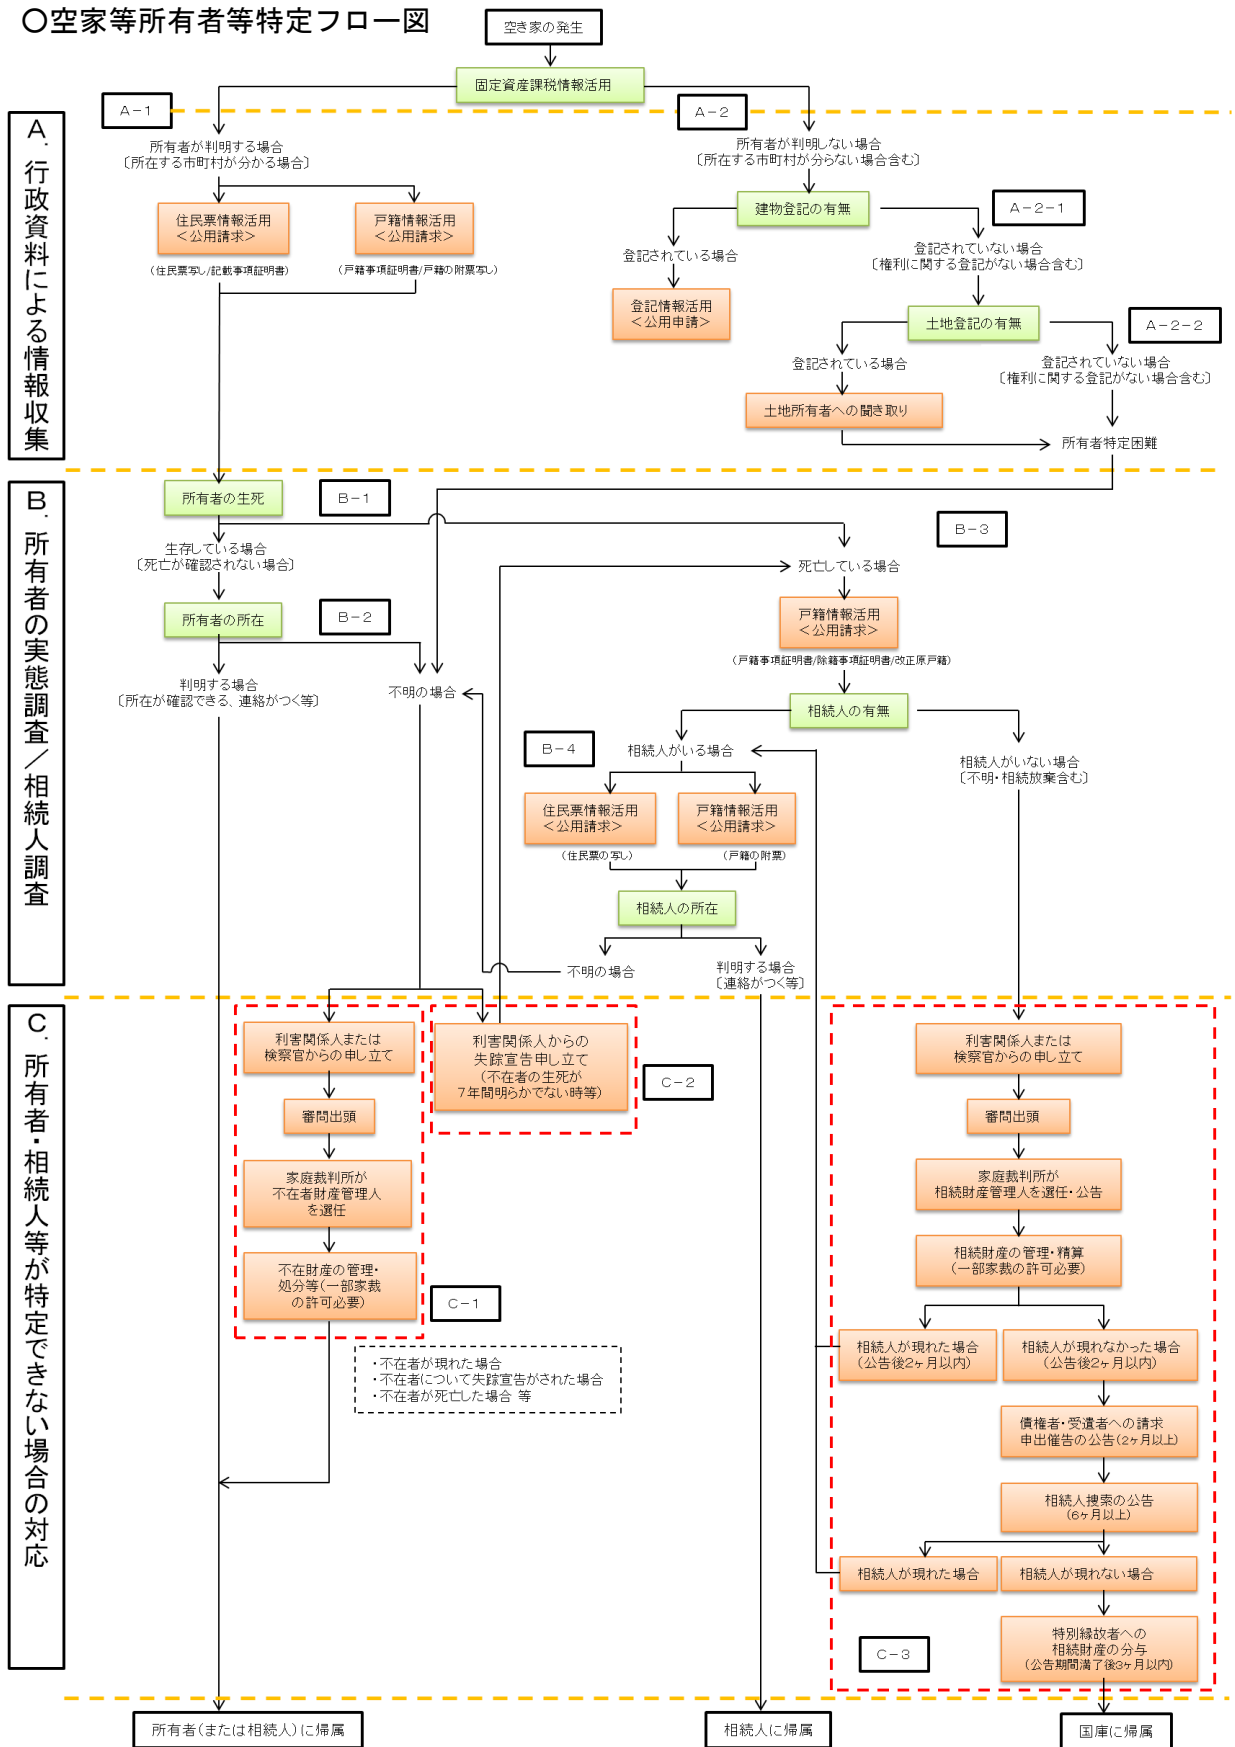 〇空家等所有者等特定フロー図
空き家の発生
固定資産課税情報活用
A．行政資料による情報収集
A－1
A－2
所有者が判明する場合
〔所在する市町村が分かる場合〕
所有者が判明しない場合
〔所在する市町村が分らない場合含む〕
住民票情報活用
＜公用請求＞
戸籍情報活用
＜公用請求＞
（住民票写し/記載事項証明書）
（戸籍事項証明書/戸籍の附票写し）
建物登記の有無
A－2－1
登記されている場合
登記されていない場合
〔権利に関する登記がない場合含む〕
登記情報活用
＜公用申請＞
土地登記の有無
A－2－2
登記されている場合
登記されていない場合
〔権利に関する登記がない場合含む〕
土地所有者への聞き取り
所有者特定困難
B．所有者の実態調査／相続人調査
所有者の生死
B－1
B－3
生存している場合
〔死亡が確認されない場合〕
死亡している場合
所有者の所在
B－2
戸籍情報活用
＜公用請求＞
（戸籍事項証明書/除籍事項証明書/改正原戸籍）
判明する場合
〔所在が確認できる、連絡がつく等〕
不明の場合
相続人の有無
B－4
相続人がいる場合
相続人がいない場合
〔不明・相続放棄含む〕
住民票情報活用
＜公用請求＞
戸籍情報活用
＜公用請求＞
（住民票の写し）
（戸籍の附票）
相続人の所在
不明の場合
判明する場合
〔連絡がつく等〕
C．所有者・相続人等が特定できない場合の対応
利害関係人または
検察官からの申し立て
利害関係人からの
失踪宣告申し立て
（不在者の生死が
7年間明らかでない時等）
C－2
利害関係人または
検察官からの申し立て
審問出頭
審問出頭
家庭裁判所が
不在者財産管理人
を選任
家庭裁判所が
相続財産管理人を選任・公告
不在財産の管理・
処分等（一部家裁
の許可必要）
C－1
相続財産の管理・精算
（一部家裁の許可必要）
・不在者が現れた場合
・不在者について失踪宣告がされた場合
・不在者が死亡した場合 等
相続人が現れた場合
（公告後2ヶ月以内）
相続人が現れなかった場合
（公告後2ヶ月以内）
債権者・受遺者への請求
申出催告の公告（2ヶ月以上）
相続人捜索の公告
（6ヶ月以上）
相続人が現れた場合
相続人が現れない場合
C－3
特別縁故者への
相続財産の分与
（公告期間満了後3ヶ月以内）
所有者（または相続人）に帰属
相続人に帰属
国庫に帰属